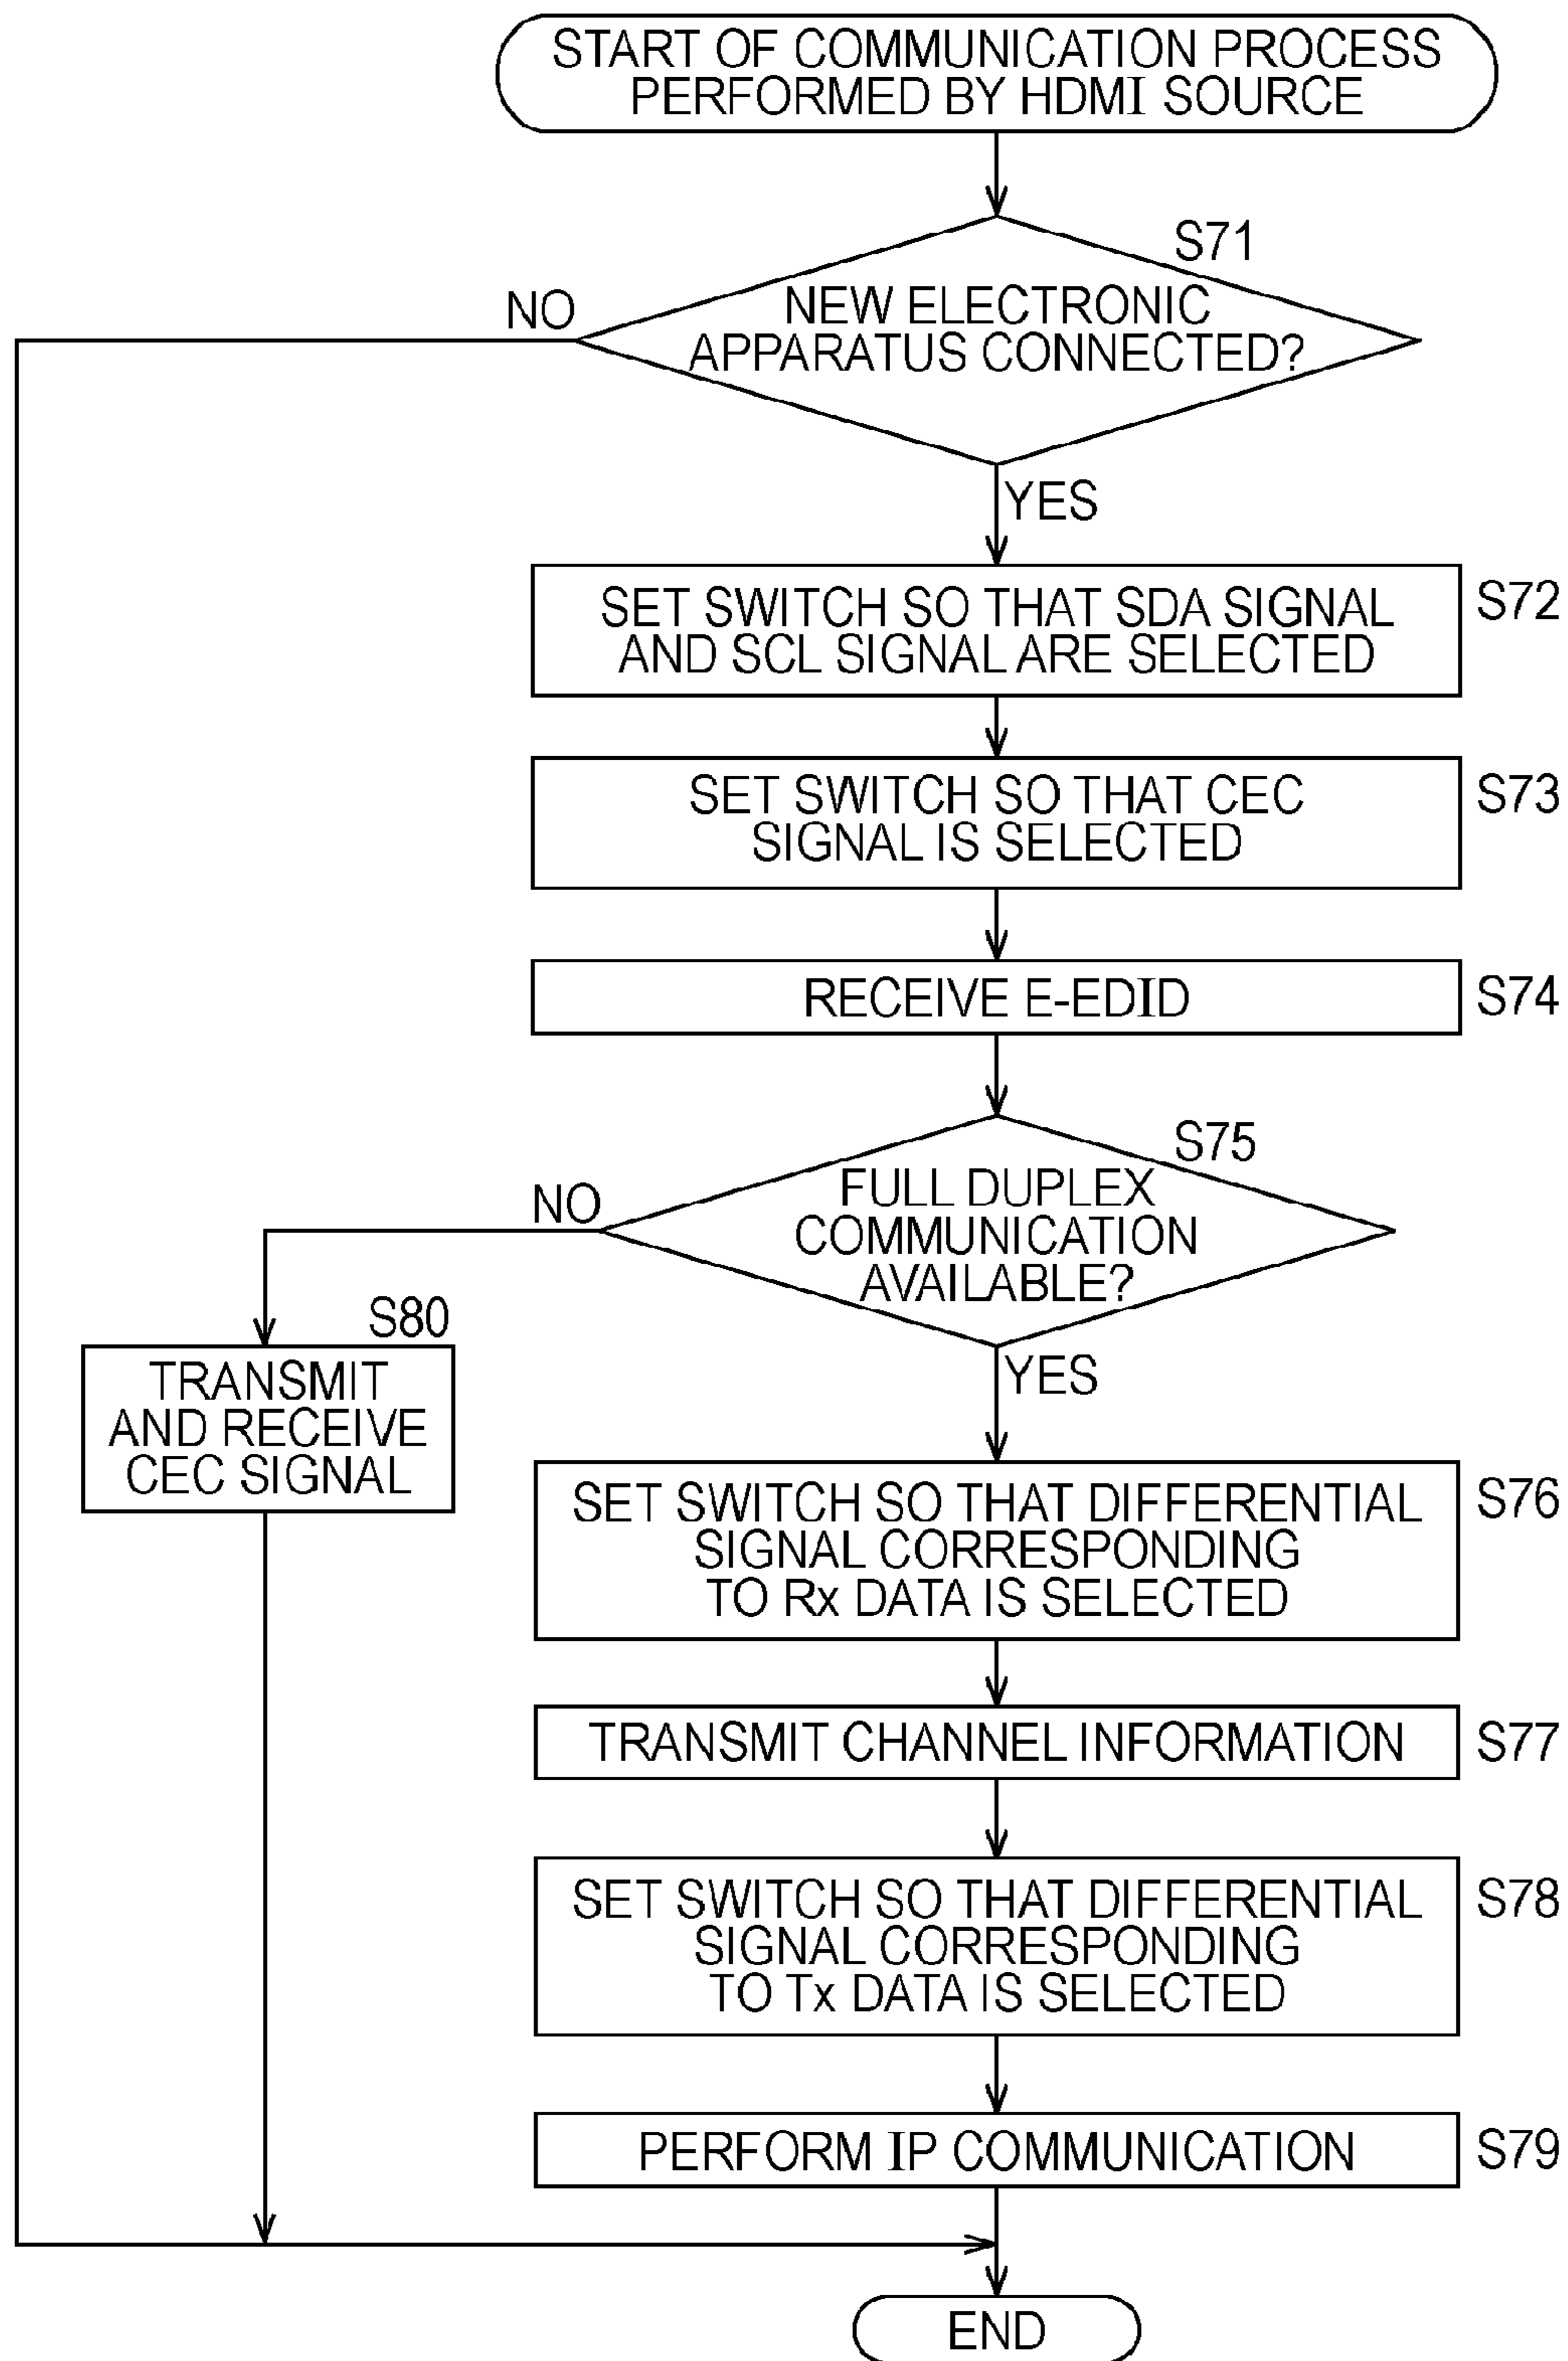 START OF COMMUNICATION PROCESS
PERFORMED BY HDMI SOURCE
S71
NO
NEW ELECTRONIC
APPARATUS CONNECTED?
YES
SET SWITCH SO THAT SDA SIGNAL
AND SCL SIGNAL ARE SELECTED
S72
SET SWITCH SO THAT CEC
SIGNAL IS SELECTED
S73
RECEIVE E-EDID
S74
S75
NO
FULL DUPLEX
COMMUNICATION
AVAILABLE?
S80
TRANSMIT
AND RECEIVE
CEC SIGNAL
YES
SET SWITCH SO THAT DIFFERENTIAL
SIGNAL CORRESPONDING
TO Rx DATA IS SELECTED
S76
TRANSMIT CHANNEL INFORMATION
S77
SET SWITCH SO THAT DIFFERENTIAL
SIGNAL CORRESPONDING
TO Tx DATA IS SELECTED
S78
PERFORM IP COMMUNICATION
S79
END